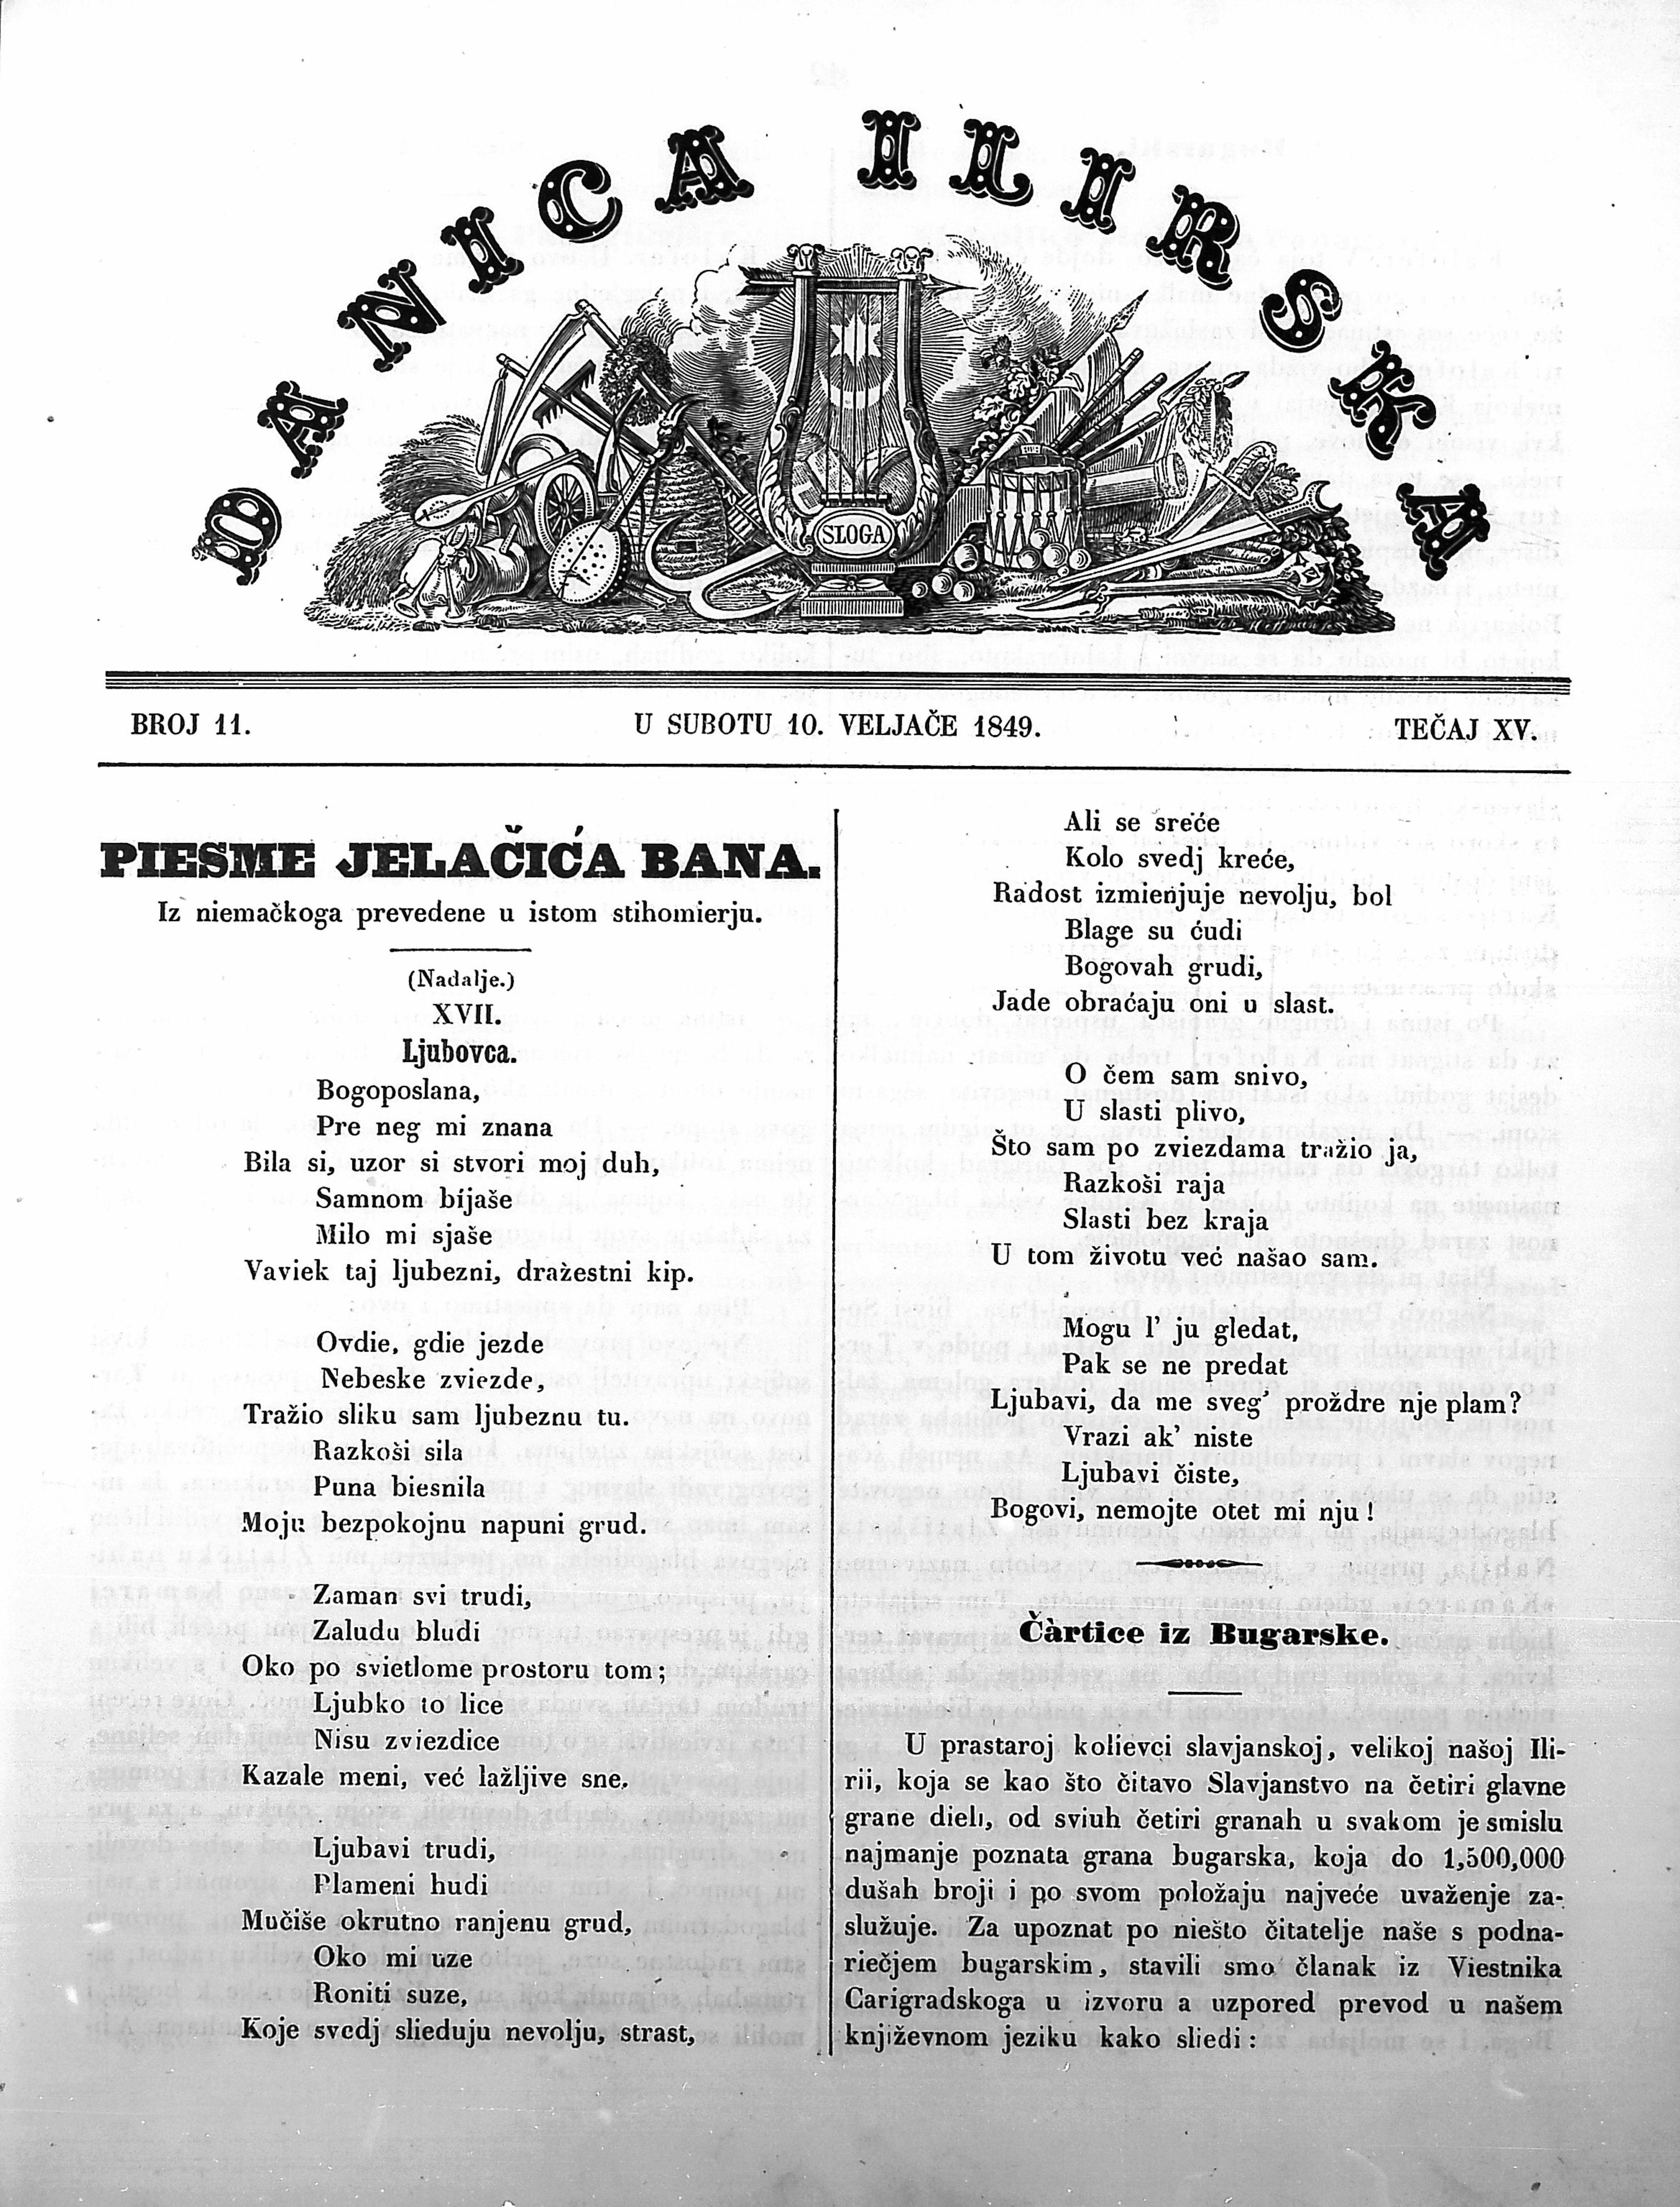 DANICA ILIRSKA
SLOGA
BROJ 11.
U SUBOTU 10. VELJAČE 1849.
TEČAJ XV.
PIESME JELAČIĆA BANA.
Iz niemačkoga prevedene u istom stihomierju.
(Nadalje.)
XVII.
Ljubovca.
Bogoposlana,
Pre neg mi znana
Bila si, uzor si stvori moj duh,
Samnom bijaše
Milo mi sjaše
Vaviek taj ljubezni, dražestni kip.
Ovdie, gdie jezde
Nebeske zviezde,
Tražio sliku sam ljubeznu tu.
Razkoši sila
Puna biesnila
Moju bezpokojnu napuni grud.
Zaman svi trudi,
Zaludu bludi
Oko po svietlome prostoru tom;
Ljubko to lice
Nisu zviezdice
Kazale meni, već lažljive sne.
Ljubavi trudi,
Plameni hudi
Mučiše okrutno ranjenu grud,
Oko mi uze
Roniti suze,
Koje svedj slieduju nevolju, strast,
Ali se sreće
Kolo svedj kreće,
Radost izmienjuje nevolju, bol
Blage su ćudi
Bogovah grudi,
Jade obraćaju oni u slast.
O čem sam snivo,
U slasti plivo,
Što sam po zviezdama tražio ja,
Razkoši raja
Slasti bez kraja
U tom životu već našao sam.
Mogu l' ju gledat,
Pak se ne predat
Ljubavi, da me sveg' proždre nje plam?
Vrazi ak' niste
Ljubavi čiste,
Bogovi, nemojte otet mi nju!
Čàrtice iz Bugarske.
U prastaroj kolievci slavjanskoj, velikoj našoj Ili-
rii, koja se kao što čitavo Slavjanstvo na četiri glavne
grane dieli, od sviuh četiri granah u svakom je smislu
najmanje poznata grana bugarska, koja do 1,500,000
dušah broji i po svom položaju najveće uvaženje za-
služuje. Za upoznat po niešto čitatelje naše s podna-
riečjem bugarskim, stavili smo članak iz Viestnika
Carigradskoga u izvoru a uzpored prevod u našem
književnom jeziku kako sliedi: